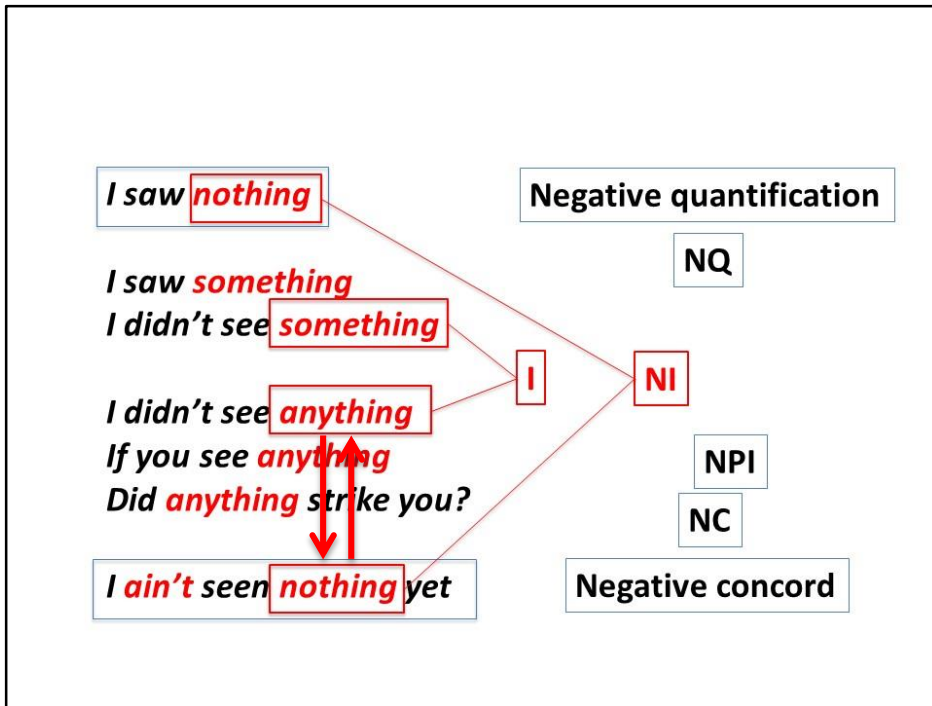 I saw nothing
I saw something
I didn't see something
I didn't see anything
If you see anything
Did anything strike you?
I ain't seen nothing yet
I
NI
Negative quantification
NQ
NPI
NC
Negative concord